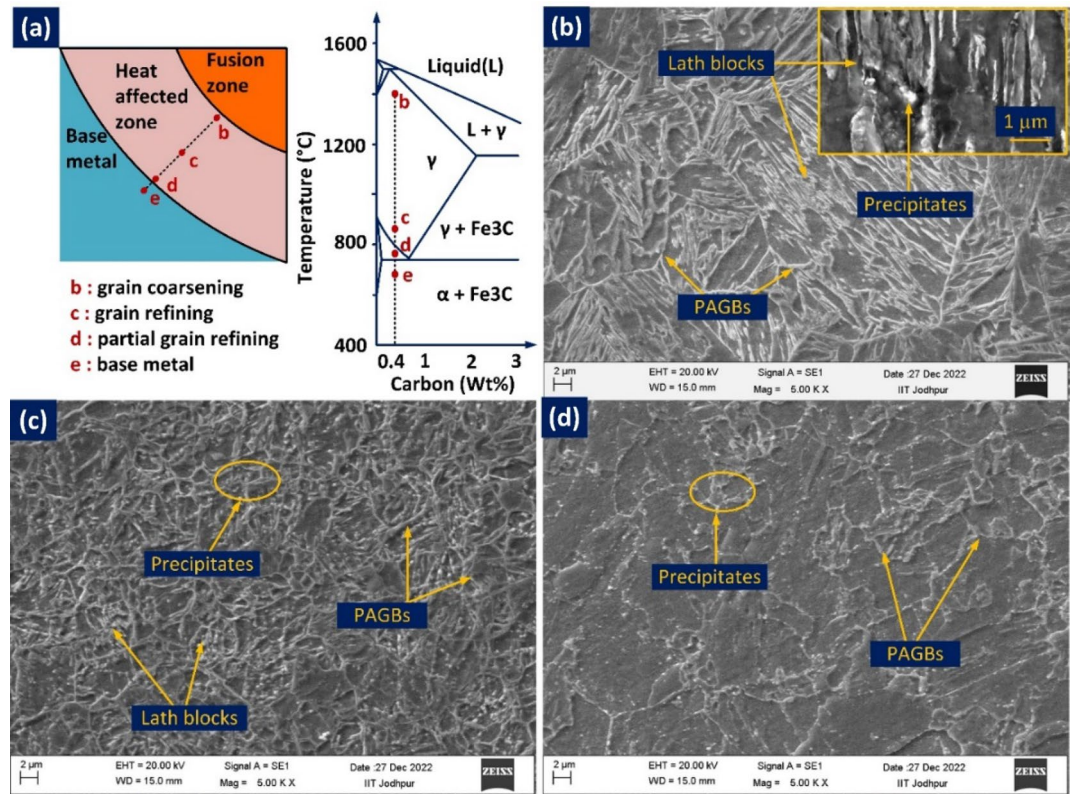 (a)
Fusion
zone
Heat
affected
zone
Base
metal
b
c
d
e
b : grain coarsening
c : grain refining
d : partial grain refining
e : base metal
Temperature (°C)
1600
1200
800
400
Liquid(L)
L + γ
γ
γ + Fe3C
α + Fe3C
b
c
d
e
0.4 1 2 3
Carbon (Wt%)
(b)
Lath blocks
1 μm
Precipitates
PAGBs
2 μm
EHT = 20.00 kV
WD = 15.0 mm
Signal A = SE1
Mag = 5.00 K X
Date :27 Dec 2022
IIT Jodhpur
ZEISS
(c)
Precipitates
PAGBs
Lath blocks
2 μm
EHT = 20.00 kV
WD = 15.0 mm
Signal A = SE1
Mag = 5.00 K X
Date :27 Dec 2022
IIT Jodhpur
ZEISS
(d)
Precipitates
PAGBs
2 μm
EHT = 20.00 kV
WD = 15.0 mm
Signal A = SE1
Mag = 5.00 K X
Date :27 Dec 2022
IIT Jodhpur
ZEISS